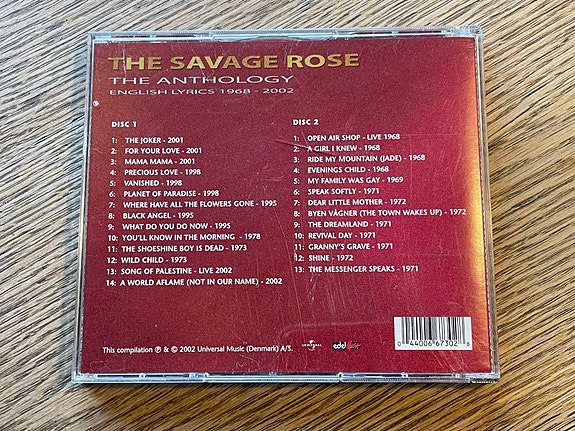 THE SAVAGE ROSE
THE ANTHOLOGY
ENGLISH LYRICS 1968 - 2002
DISC 1
1: THE JOKER - 2001
2: FOR YOUR LOVE - 2001
3: MAMA MAMA - 2001
4: PRECIOUS LOVE - 1998
5: VANISHED - 1998
6: PLANET OF PARADISE - 1998
7: WHERE HAVE ALL THE FLOWERS GONE - 1995
8: BLACK ANGEL - 1995
9: WHAT DO YOU DO NOW - 1995
10: YOU'LL KNOW IN THE MORNING - 1978
11: THE SHOESHINE BOY IS DEAD - 1973
12: WILD CHILD - 1973
13: SONG OF PALESTINE - LIVE 2002
14: A WORLD AFLAME (NOT IN OUR NAME) - 2002
DISC 2
1: OPEN AIR SHOP - LIVE 1968
2: A GIRL I KNEW - 1968
3: RIDE MY MOUNTAIN (JADE) - 1968
4: EVENINGS CHILD - 1968
5: MY FAMILY WAS GAY - 1969
6: SPEAK SOFTLY - 1971
7: DEAR LITTLE MOTHER - 1972
8: BYEN VÅGNER (THE TOWN WAKES UP) - 1972
9: THE DREAMLAND - 1971
10: REVIVAL DAY - 1971
11: GRANNY'S GRAVE - 1971
12: SHINE - 1972
13: THE MESSENGER SPEAKS - 1971
This compilation ℗ & © 2002 Universal Music (Denmark) A/S.
UNIVERSAL
edel
0 44006 67302 8